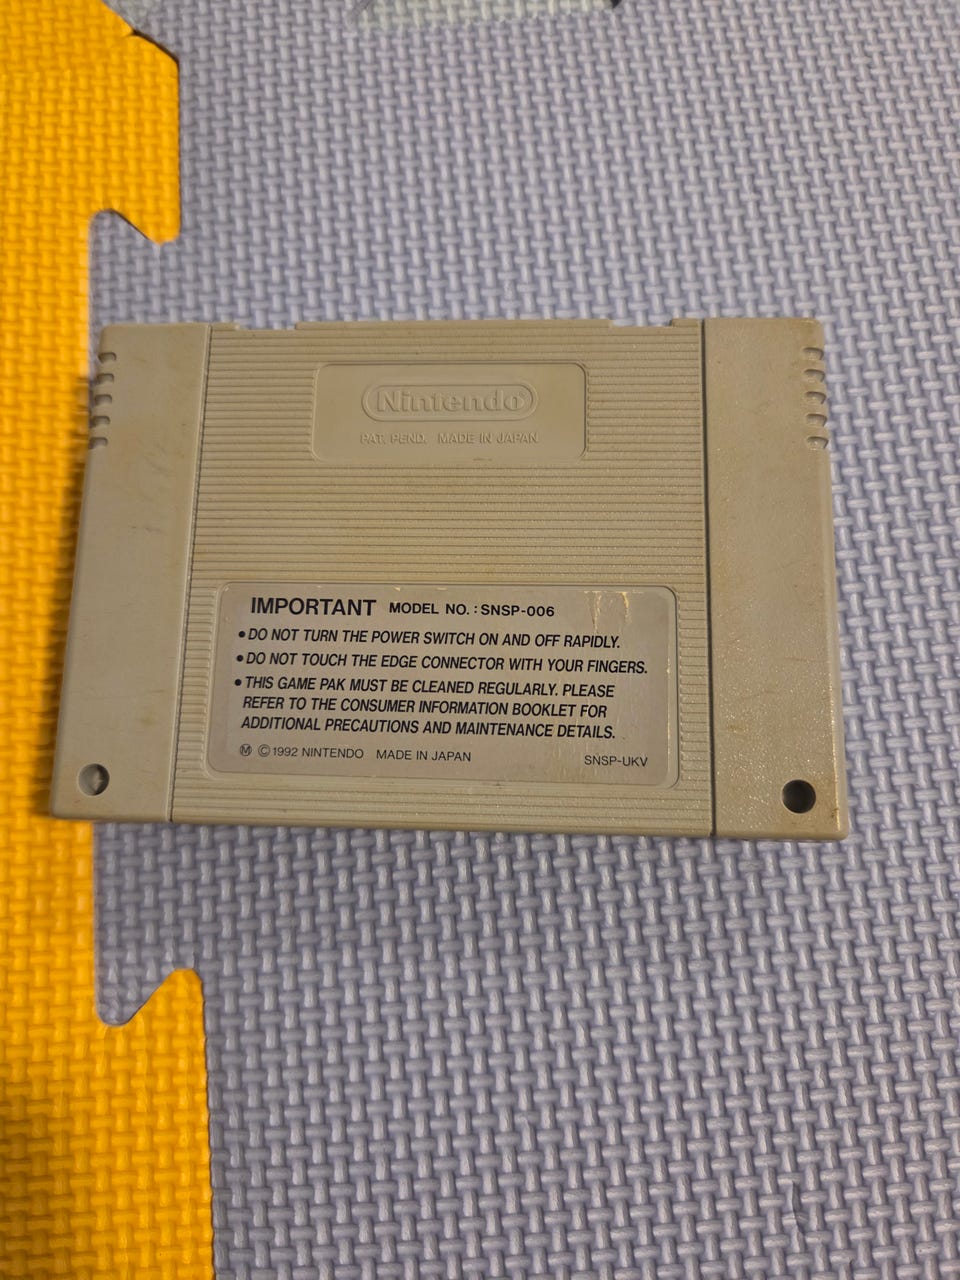 Nintendo®
PAT. PEND. MADE IN JAPAN
IMPORTANT MODEL NO. : SNSP-006
• DO NOT TURN THE POWER SWITCH ON AND OFF RAPIDLY.
• DO NOT TOUCH THE EDGE CONNECTOR WITH YOUR FINGERS.
• THIS GAME PAK MUST BE CLEANED REGULARLY. PLEASE
REFER TO THE CONSUMER INFORMATION BOOKLET FOR
ADDITIONAL PRECAUTIONS AND MAINTENANCE DETAILS.
Ⓜ ©1992 NINTENDO MADE IN JAPAN SNSP-UKV